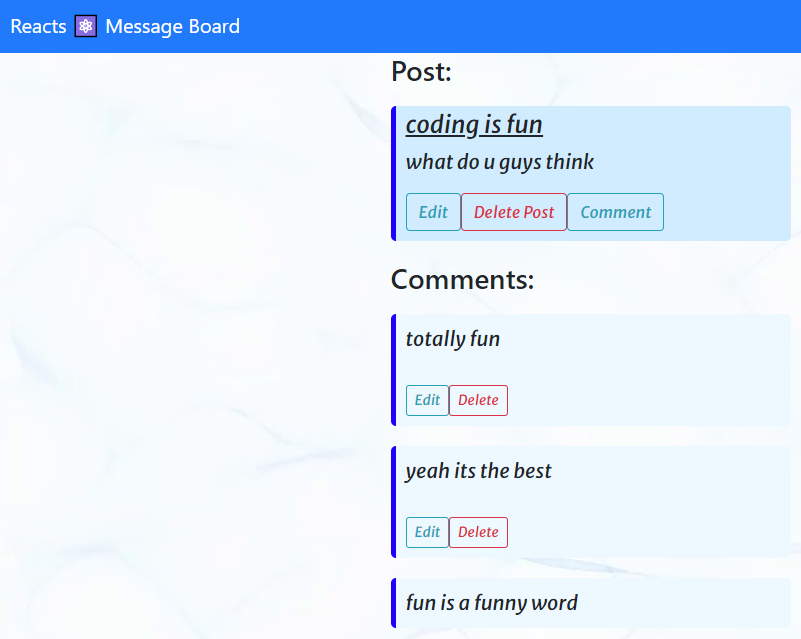 Reacts ⚛ Message Board
Post:
coding is fun
what do u guys think
Edit Delete Post Comment
Comments:
totally fun
Edit Delete
yeah its the best
Edit Delete
fun is a funny word